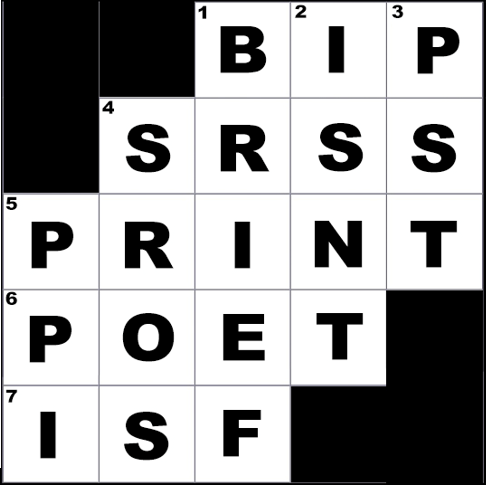 1 B 2 I 3 P
4 S R S S
5 P R I N T
6 P O E T
7 I S F